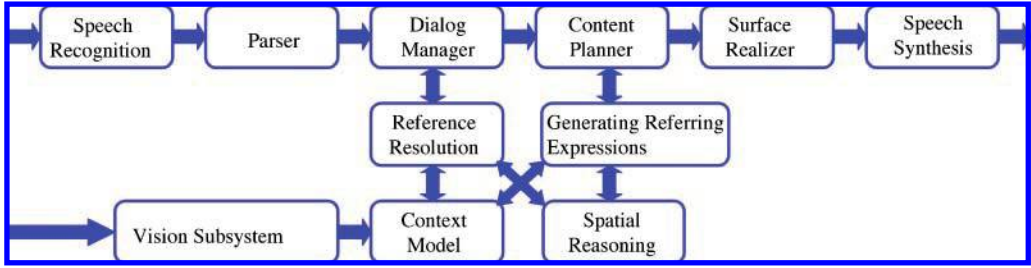 Speech
Recognition
Parser
Dialog
Manager
Content
Planner
Surface
Realizer
Speech
Synthesis
Reference
Resolution
Generating Referring
Expressions
Vision Subsystem
Context
Model
Spatial
Reasoning